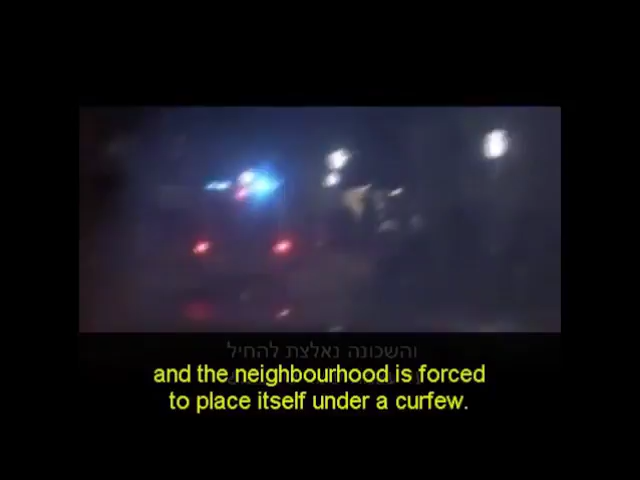 והשכונה נאלצת להחיל
and the neighbourhood is forced
to place itself under a curfew.